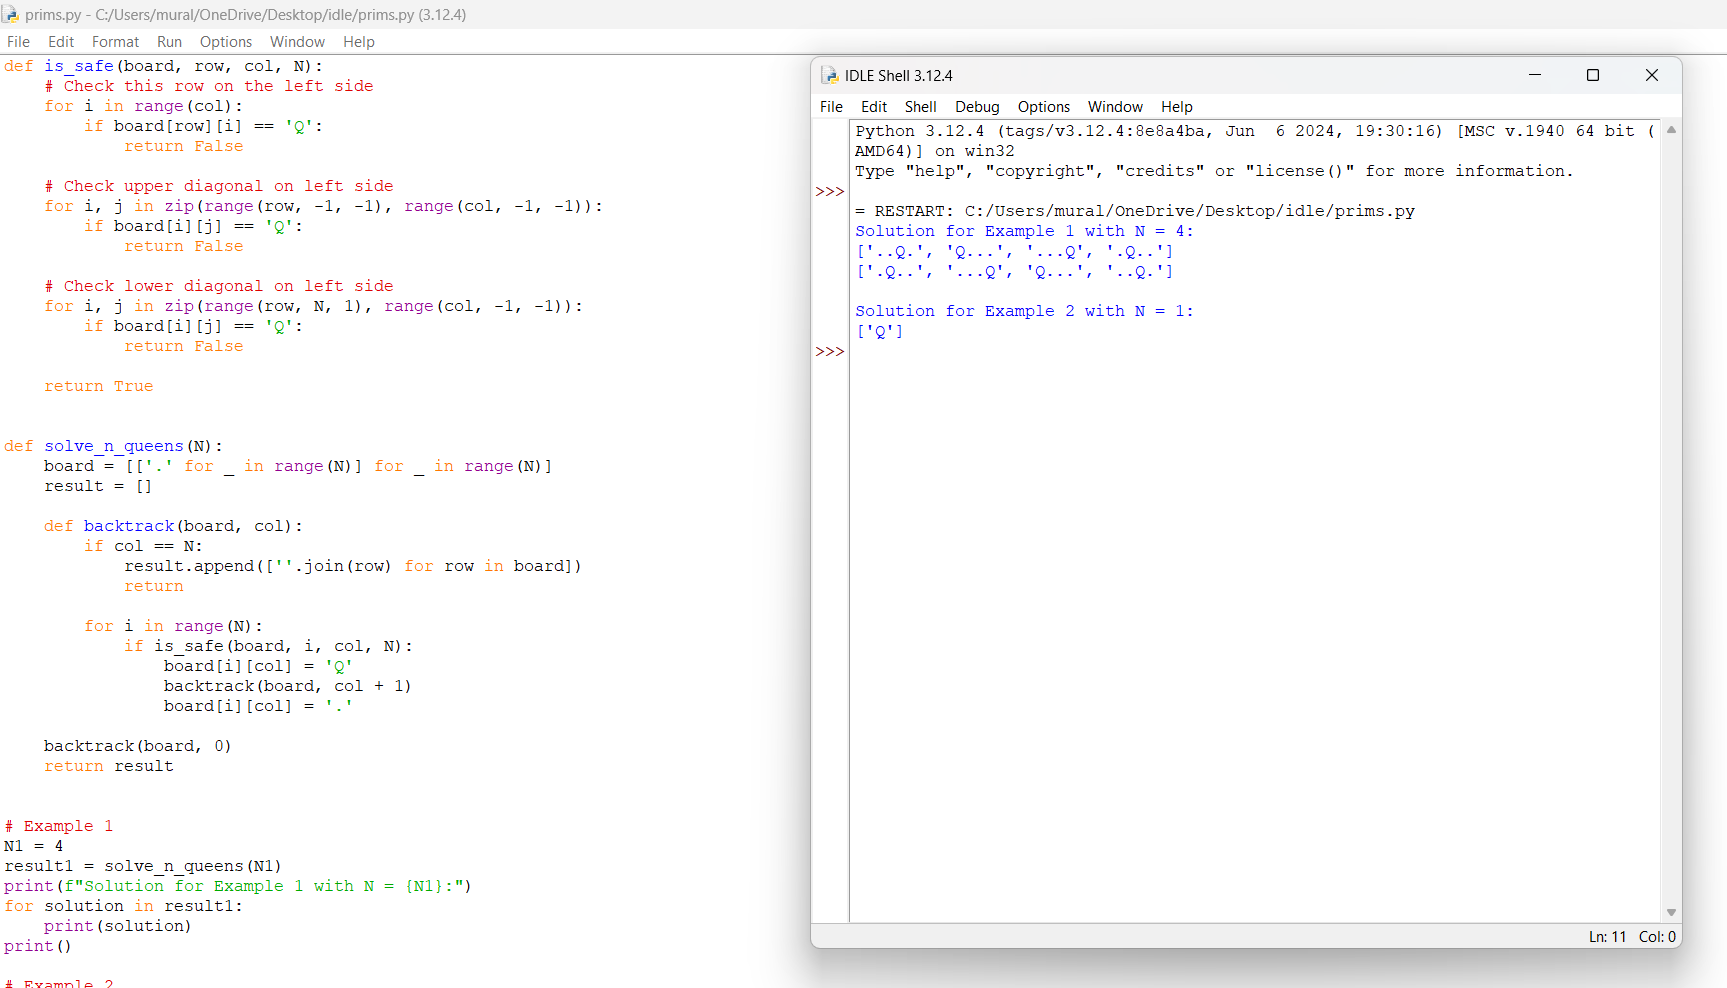 prims.py - C:/Users/mural/OneDrive/Desktop/idle/prims.py (3.12.4)
File Edit Format Run Options Window Help
def is_safe(board, row, col, N):
    # Check this row on the left side
    for i in range(col):
        if board[row][i] == 'Q':
            return False

    # Check upper diagonal on left side
    for i, j in zip(range(row, -1, -1), range(col, -1, -1)):
        if board[i][j] == 'Q':
            return False

    # Check lower diagonal on left side
    for i, j in zip(range(row, N, 1), range(col, -1, -1)):
        if board[i][j] == 'Q':
            return False

    return True


def solve_n_queens(N):
    board = [['.' for _ in range(N)] for _ in range(N)]
    result = []

    def backtrack(board, col):
        if col == N:
            result.append([''.join(row) for row in board])
            return

        for i in range(N):
            if is_safe(board, i, col, N):
                board[i][col] = 'Q'
                backtrack(board, col + 1)
                board[i][col] = '.'

    backtrack(board, 0)
    return result


# Example 1
N1 = 4
result1 = solve_n_queens(N1)
print(f"Solution for Example 1 with N = {N1}:")
for solution in result1:
    print(solution)
print()

# Example 2
IDLE Shell 3.12.4
File Edit Shell Debug Options Window Help
Python 3.12.4 (tags/v3.12.4:8e8a4ba, Jun  6 2024, 19:30:16) [MSC v.1940 64 bit (
AMD64)] on win32
Type "help", "copyright", "credits" or "license()" for more information.
>>>
= RESTART: C:/Users/mural/OneDrive/Desktop/idle/prims.py
Solution for Example 1 with N = 4:
['..Q.', 'Q...', '...Q', '.Q..']
['.Q..', '...Q', 'Q...', '..Q.']

Solution for Example 2 with N = 1:
['Q']
>>>
Ln: 11 Col: 0